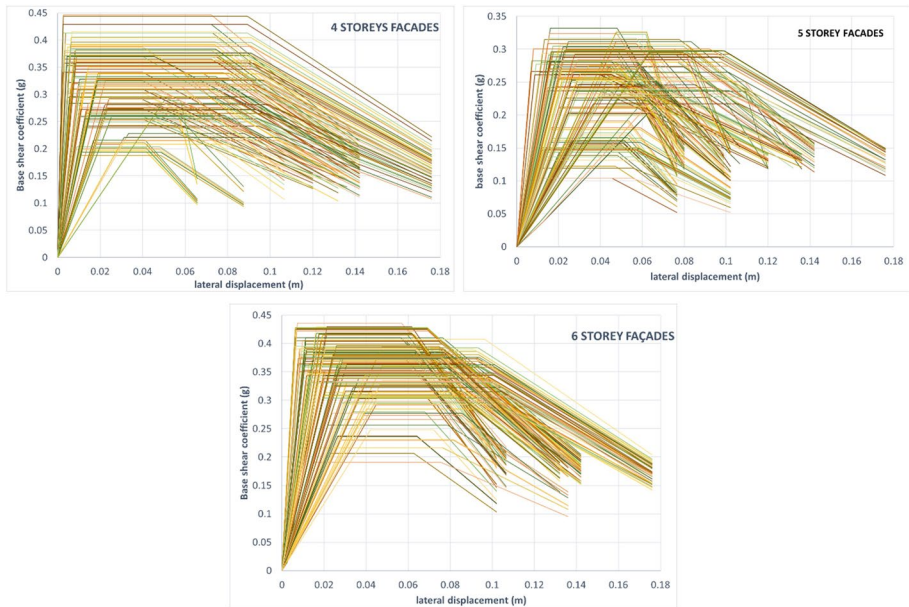 4 STOREYS FACADES
Base shear coefficient (g)
0.45
0.4
0.35
0.3
0.25
0.2
0.15
0.1
0.05
0
0 0.02 0.04 0.06 0.08 0.1 0.12 0.14 0.16 0.18
lateral displacement (m)
5 STOREY FACADES
base shear coefficient (g)
0.35
0.3
0.25
0.2
0.15
0.1
0.05
0
0.00 0.02 0.04 0.06 0.08 0.10 0.12 0.14 0.16 0.18
lateral displacement (m)
6 STOREY FAÇADES
Base shear coefficient (g)
0.45
0.4
0.35
0.3
0.25
0.2
0.15
0.1
0.05
0
0 0.02 0.04 0.06 0.08 0.1 0.12 0.14 0.16 0.18
lateral displacement (m)